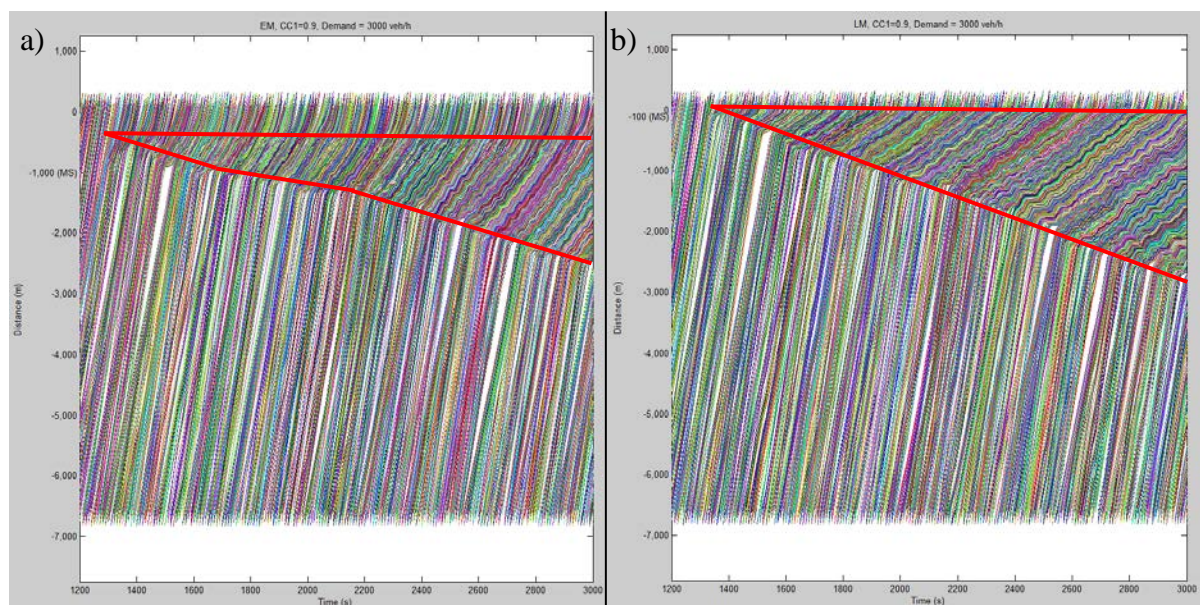 a)
EM, CC1=0.9, Demand = 3000 veh/h
1,000
0
-1,000 (MS)
-2,000
-3,000
-4,000
-5,000
-6,000
-7,000
Distance (m)
1200 1400 1600 1800 2000 2200 2400 2600 2800 3000
Time (s)
b)
LM, CC1=0.9, Demand = 3000 veh/h
1,000
0
-100 (MS)
-1,000
-2,000
-3,000
-4,000
-5,000
-6,000
-7,000
Distance (m)
1200 1400 1600 1800 2000 2200 2400 2600 2800 3000
Time (s)